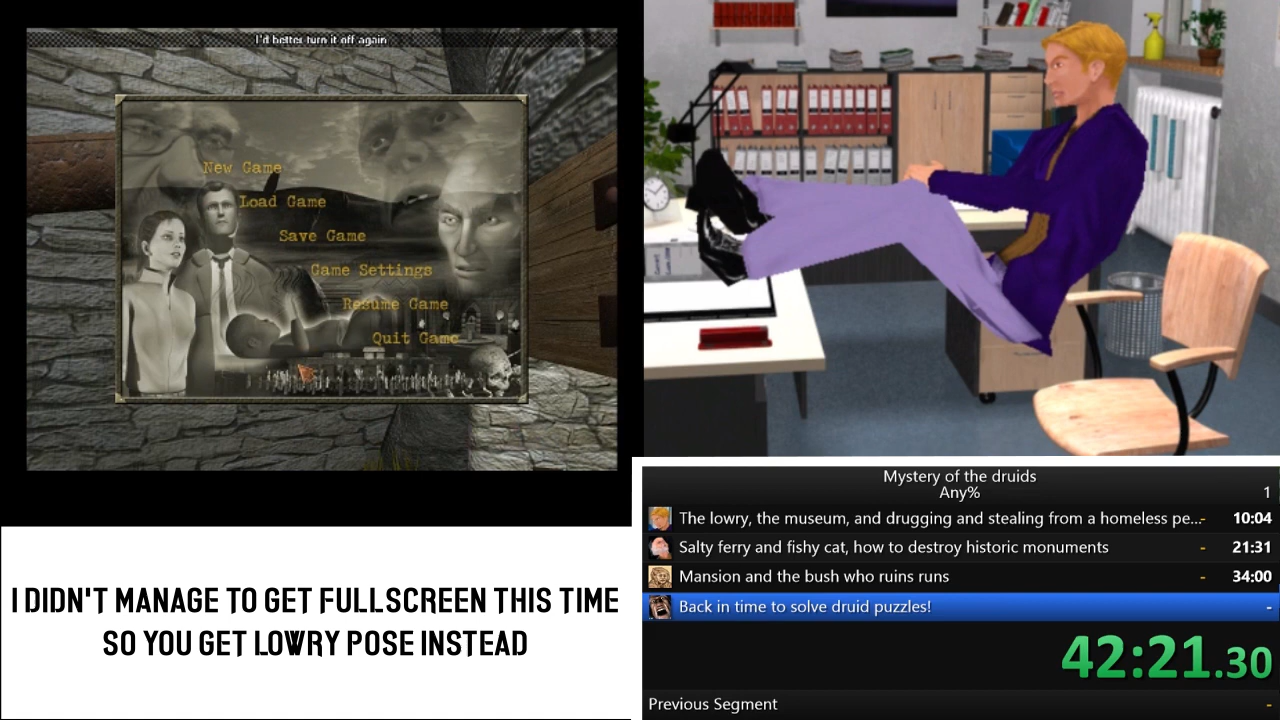 I'd better turn it off again
New Game
Load Game
Save Game
Game Settings
Resume Game
Quit Game
I DIDN'T MANAGE TO GET FULLSCREEN THIS TIME
SO YOU GET LOWRY POSE INSTEAD
Mystery of the druids
Any% 1
The lowry, the museum, and drugging and stealing from a homeless pe...- 10:04
Salty ferry and fishy cat, how to destroy historic monuments - 21:31
Mansion and the bush who ruins runs - 34:00
Back in time to solve druid puzzles! -
42:21.30
Previous Segment -